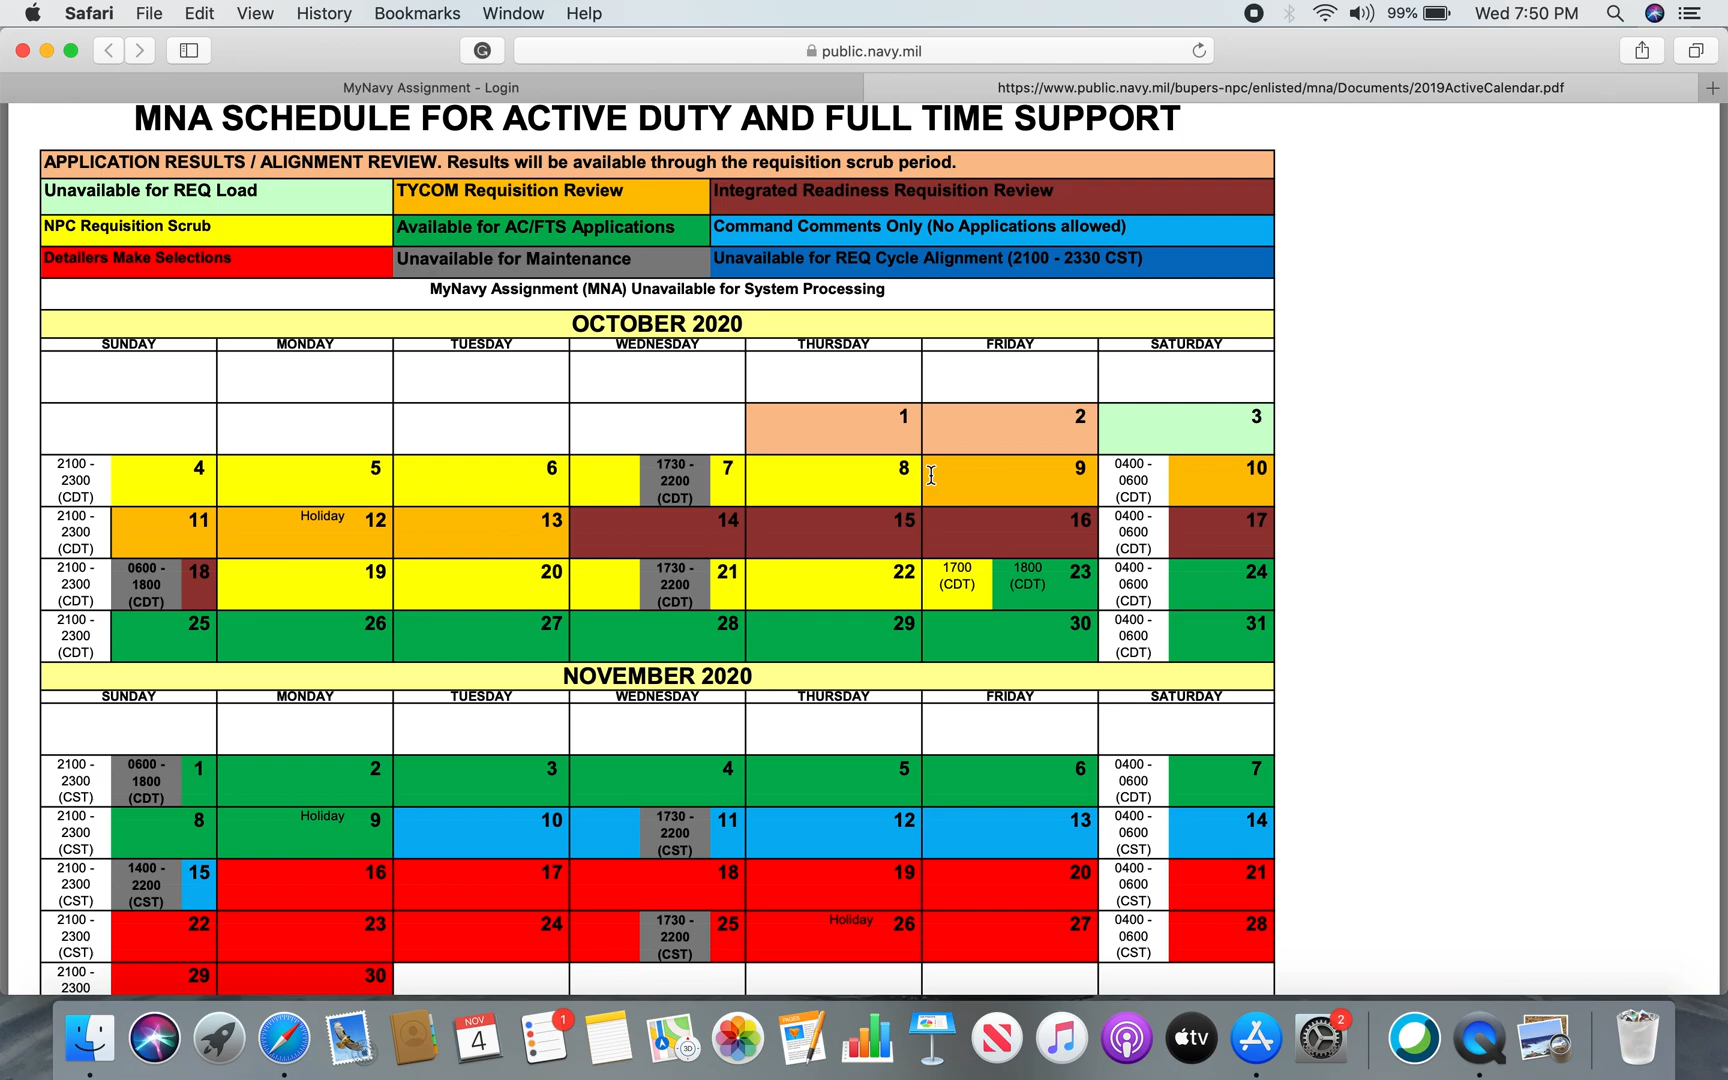 Safari File Edit View History Bookmarks Window Help 99% Wed 7:50 PM
public.navy.mil
MyNavy Assignment - Login https://www.public.navy.mil/bupers-npc/enlisted/mna/Documents/2019ActiveCalendar.pdf
MNA SCHEDULE FOR ACTIVE DUTY AND FULL TIME SUPPORT
APPLICATION RESULTS / ALIGNMENT REVIEW. Results will be available through the requisition scrub period.
Unavailable for REQ Load TYCOM Requisition Review Integrated Readiness Requisition Review
NPC Requisition Scrub Available for AC/FTS Applications Command Comments Only (No Applications allowed)
Detailers Make Selections Unavailable for Maintenance Unavailable for REQ Cycle Alignment (2100 - 2330 CST)
MyNavy Assignment (MNA) Unavailable for System Processing
OCTOBER 2020
SUNDAY MONDAY TUESDAY WEDNESDAY THURSDAY FRIDAY SATURDAY
1 2 3
2100 - 2300 (CDT) 4 5 6 1730 - 2200 (CDT) 7 8 9 0400 - 0600 (CDT) 10
2100 - 2300 (CDT) 11 Holiday 12 13 14 15 16 0400 - 0600 (CDT) 17
2100 - 2300 (CDT) 0600 - 1800 (CDT) 18 19 20 1730 - 2200 (CDT) 21 22 1700 (CDT) 1800 (CDT) 23 0400 - 0600 (CDT) 24
2100 - 2300 (CDT) 25 26 27 28 29 30 0400 - 0600 (CDT) 31
NOVEMBER 2020
SUNDAY MONDAY TUESDAY WEDNESDAY THURSDAY FRIDAY SATURDAY
2100 - 2300 (CST) 0600 - 1800 (CDT) 1 2 3 4 5 6 0400 - 0600 (CDT) 7
2100 - 2300 (CST) 8 Holiday 9 10 1730 - 2200 (CST) 11 12 13 0400 - 0600 (CST) 14
2100 - 2300 (CST) 1400 - 2200 (CST) 15 16 17 18 19 20 0400 - 0600 (CST) 21
2100 - 2300 (CST) 22 23 24 1730 - 2200 (CST) 25 Holiday 26 27 0400 - 0600 (CST) 28
2100 - 2300 29 30
NOV 4 1 3D tv 2